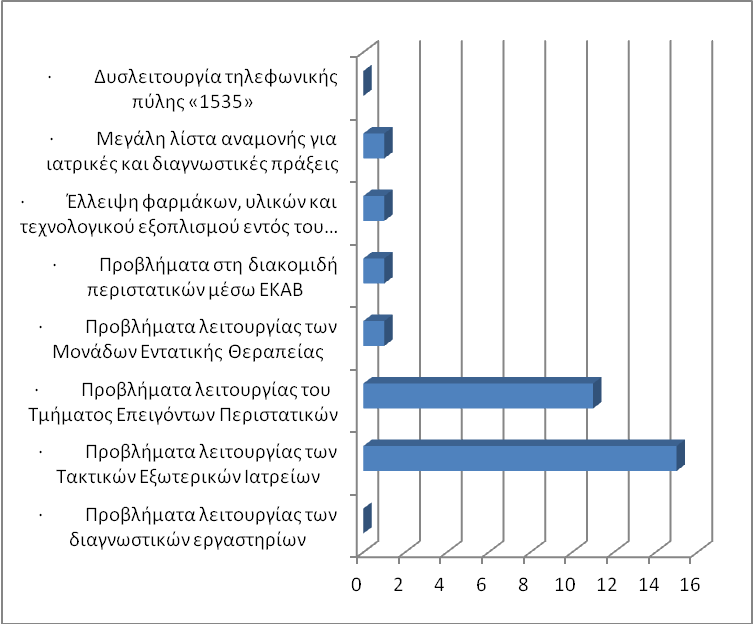 · Δυσλειτουργία τηλεφωνικής
πύλης «1535»
· Μεγάλη λίστα αναμονής για
ιατρικές και διαγνωστικές πράξεις
· Έλλειψη φαρμάκων, υλικών και
τεχνολογικού εξοπλισμού εντός του...
· Προβλήματα στη διακομιδή
περιστατικών μέσω ΕΚΑΒ
· Προβλήματα λειτουργίας των
Μονάδων Εντατικής Θεραπείας
· Προβλήματα λειτουργίας του
Τμήματος Επειγόντων Περιστατικών
· Προβλήματα λειτουργίας των
Τακτικών Εξωτερικών Ιατρείων
· Προβλήματα λειτουργίας των
διαγνωστικών εργαστηρίων
0 2 4 6 8 10 12 14 16